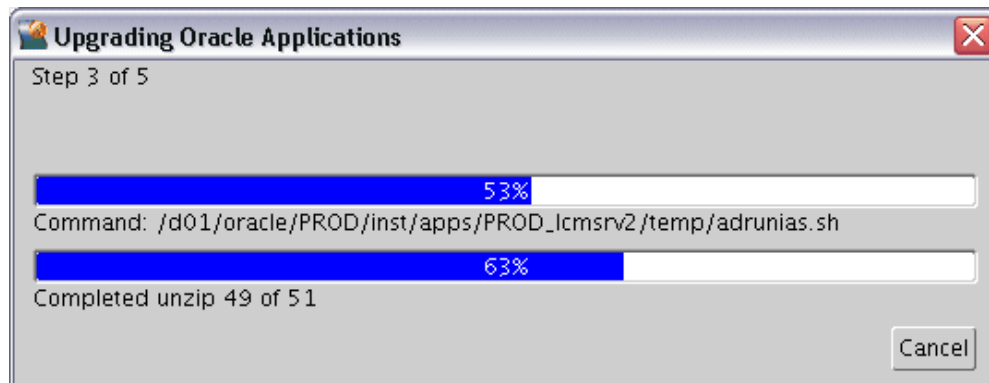 Upgrading Oracle Applications
Step 3 of 5
53%
Command: /d01/oracle/PROD/inst/apps/PROD_lcmsrv2/temp/adrunias.sh
63%
Completed unzip 49 of 51
Cancel